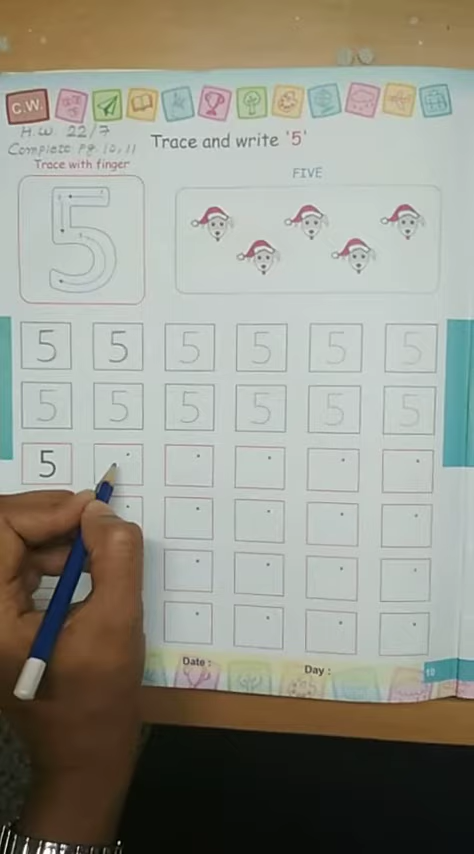 C.W.
H.W 22/7
Complete Pg. 10, 11
Trace and write '5'
Trace with finger
FIVE
5
5 5 5 5 5 5
5 5 5 5 5 5
5
Date : Day :
10